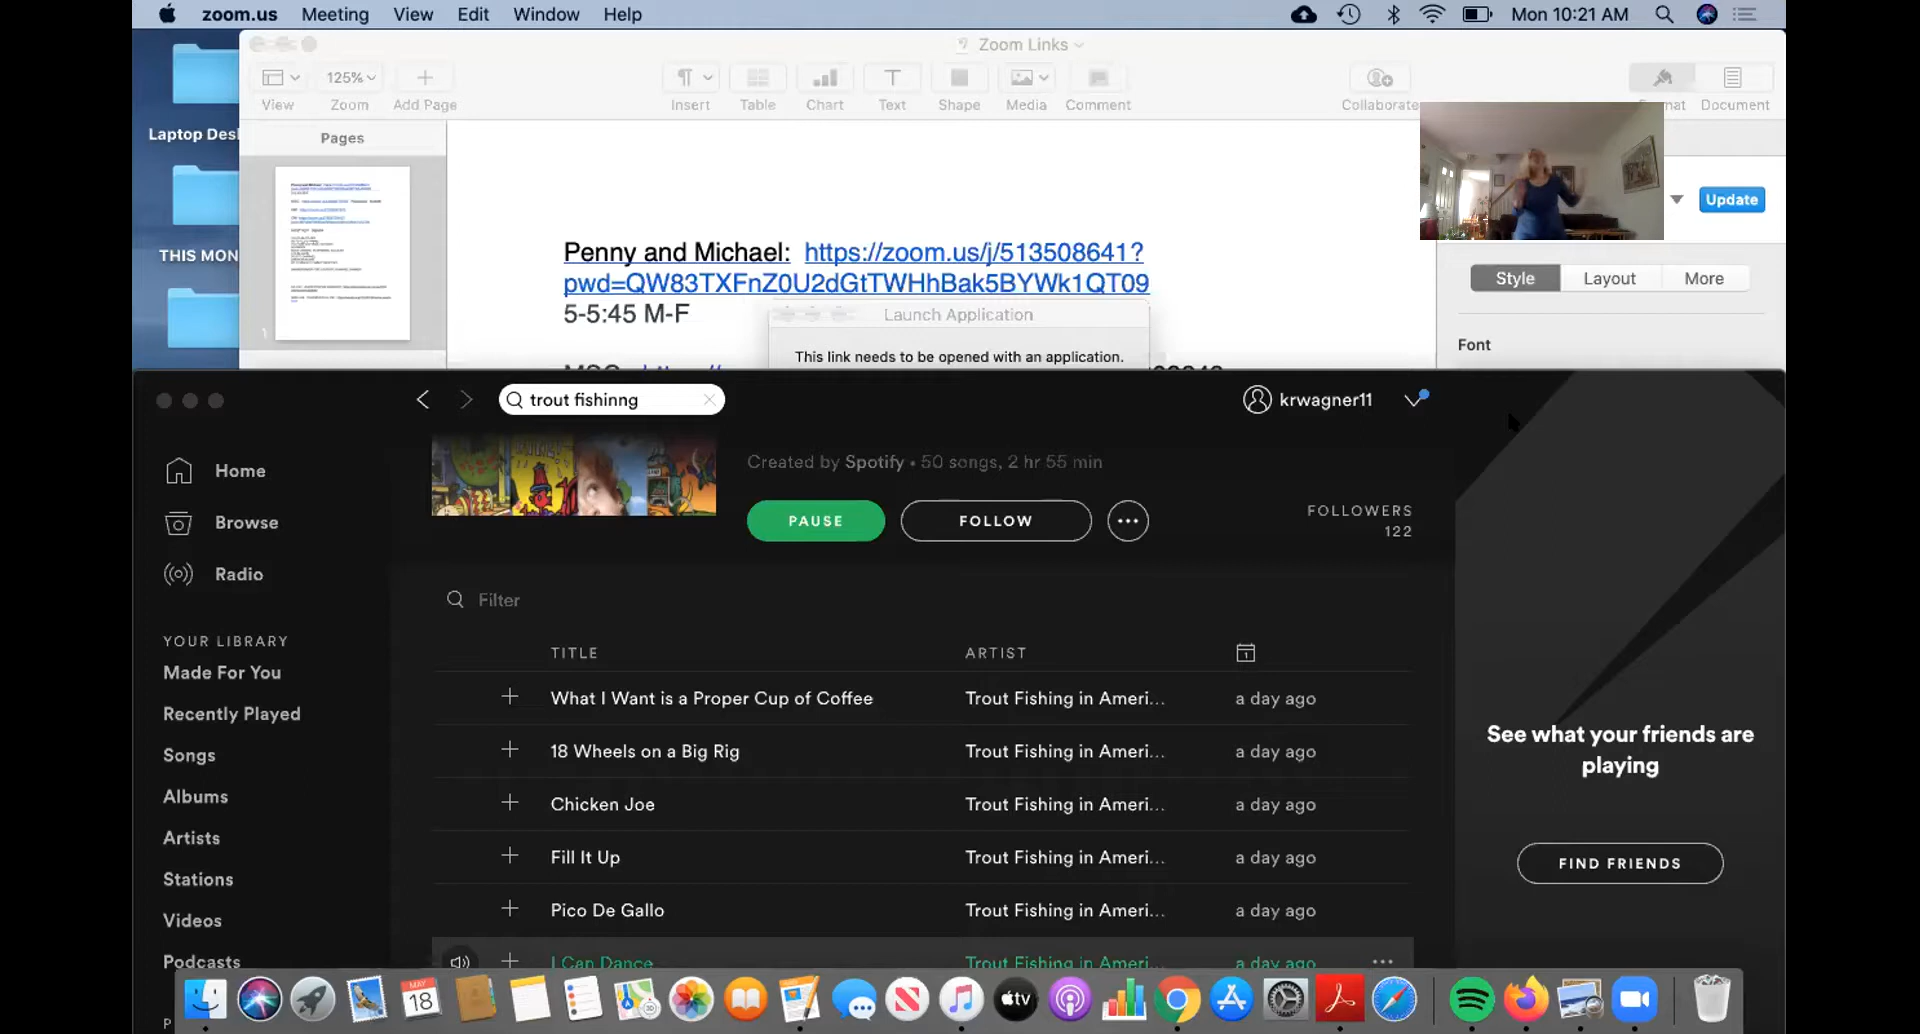 zoom.us Meeting View Edit Window Help Mon 10:21 AM
Zoom Links
125%
View Zoom Add Page Insert Table Chart Text Shape Media Comment Collaborate Document
Laptop Des
Pages
Update
Penny and Michael: https://zoom.us/j/513508641?
pwd=QW83TXFnZ0U2dGtTWHhBak5BYWk1QT09
5-5:45 M-F
THIS MON
1
Style Layout More
Launch Application
This link needs to be opened with an application.
Font
trout fishinng
krwagner11
Created by Spotify • 50 songs, 2 hr 55 min
Home
Browse
Radio
PAUSE FOLLOW
FOLLOWERS
122
Filter
YOUR LIBRARY
Made For You
Recently Played
Songs
Albums
Artists
Stations
Videos
Podcasts
P
TITLE ARTIST
What I Want is a Proper Cup of Coffee Trout Fishing in Ameri... a day ago
18 Wheels on a Big Rig Trout Fishing in Ameri... a day ago
Chicken Joe Trout Fishing in Ameri... a day ago
Fill It Up Trout Fishing in Ameri... a day ago
Pico De Gallo Trout Fishing in Ameri... a day ago
I Can Dance Trout Fishing in Ameri... a day ago
See what your friends are
playing
FIND FRIENDS
MAY
18
tv